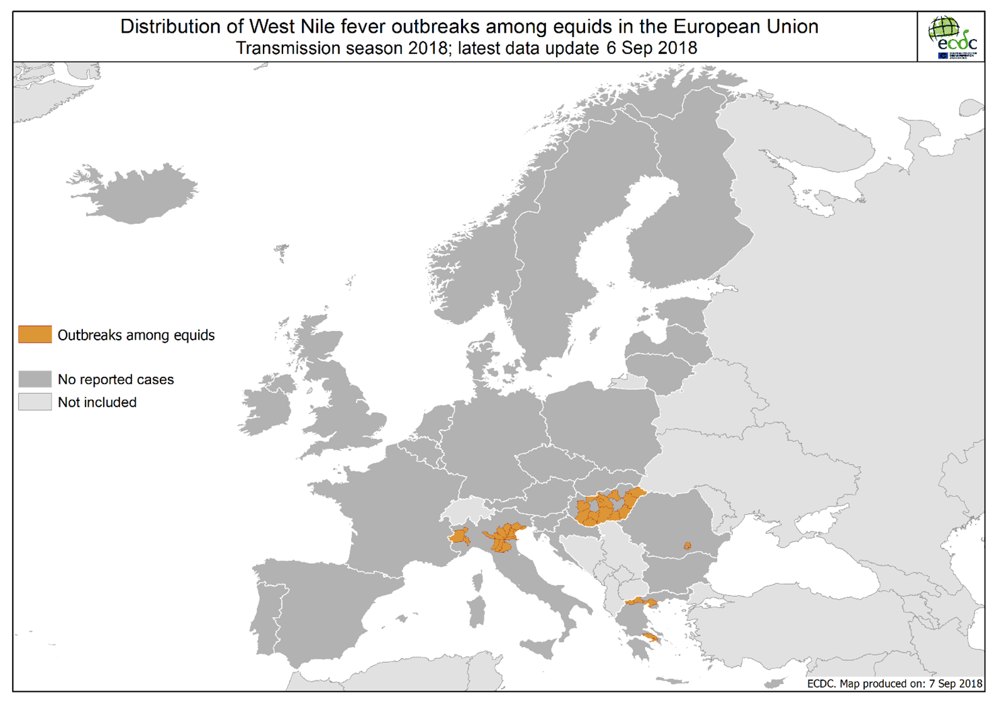 Distribution of West Nile fever outbreaks among equids in the European Union
Transmission season 2018; latest data update 6 Sep 2018
ecdc
Outbreaks among equids
No reported cases
Not included
ECDC. Map produced on: 7 Sep 2018